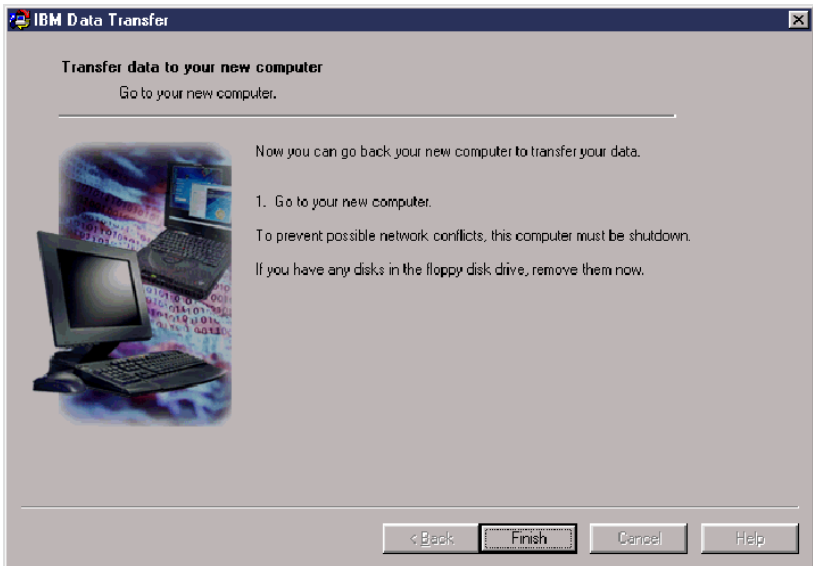 IBM Data Transfer
Transfer data to your new computer
Go to your new computer.
Now you can go back your new computer to transfer your data.
1. Go to your new computer.
To prevent possible network conflicts, this computer must be shutdown.
If you have any disks in the floppy disk drive, remove them now.
< Back Finish Cancel Help